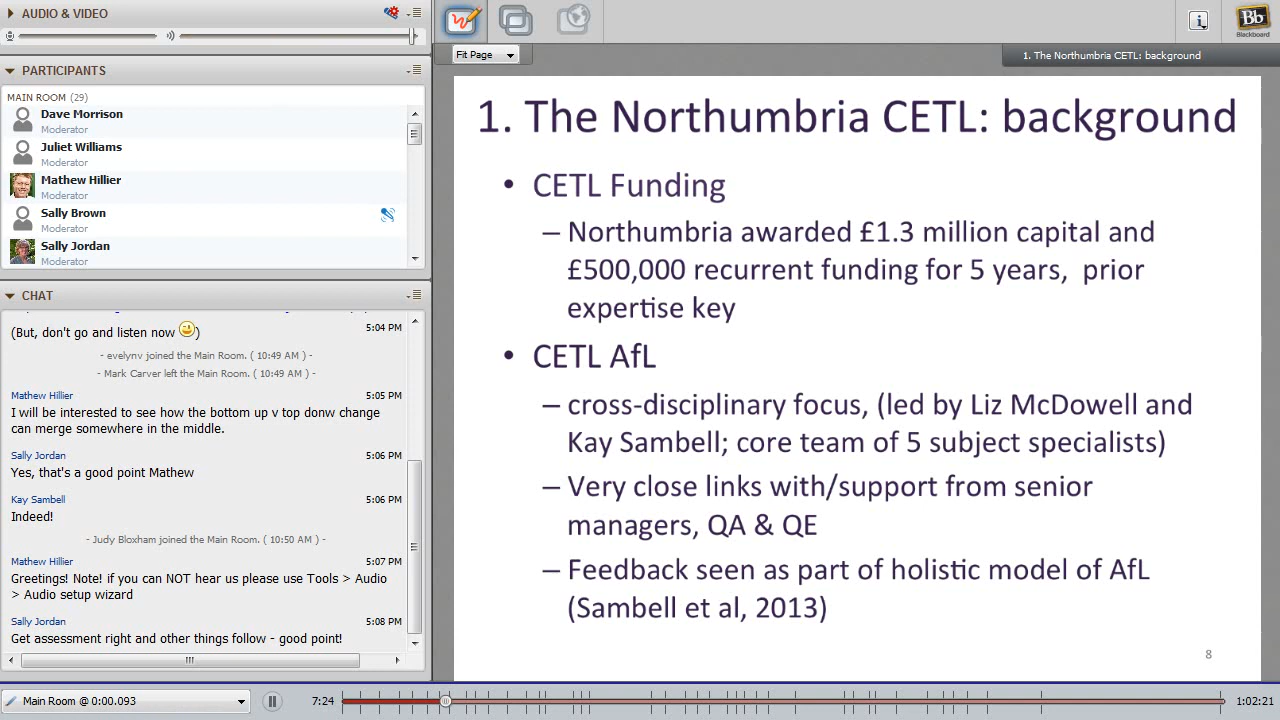 AUDIO & VIDEO
PARTICIPANTS
MAIN ROOM (29)
Dave Morrison
Moderator
Juliet Williams
Moderator
Mathew Hillier
Moderator
Sally Brown
Moderator
Sally Jordan
Moderator
CHAT
5:04 PM
(But, don't go and listen now )
- evelynv joined the Main Room. ( 10:49 AM ) -
- Mark Carver left the Main Room. ( 10:49 AM ) -
Mathew Hillier 5:05 PM
I will be interested to see how the bottom up v top donw change
can merge somewhere in the middle.
Sally Jordan 5:06 PM
Yes, that's a good point Mathew
Kay Sambell 5:06 PM
Indeed!
- Judy Bloxham joined the Main Room. ( 10:50 AM ) -
Mathew Hillier 5:07 PM
Greetings! Note! if you can NOT hear us please use Tools > Audio
> Audio setup wizard
Sally Jordan 5:08 PM
Get assessment right and other things follow - good point!
Main Room @ 0:00.093
7:24
1:02:21
Bb
Blackboard
Fit Page
1. The Northumbria CETL: background
1. The Northumbria CETL: background
• CETL Funding
– Northumbria awarded £1.3 million capital and
£500,000 recurrent funding for 5 years,  prior
expertise key
• CETL AfL
– cross-disciplinary focus, (led by Liz McDowell and
Kay Sambell; core team of 5 subject specialists)
– Very close links with/support from senior
managers, QA & QE
– Feedback seen as part of holistic model of AfL
(Sambell et al, 2013)
8